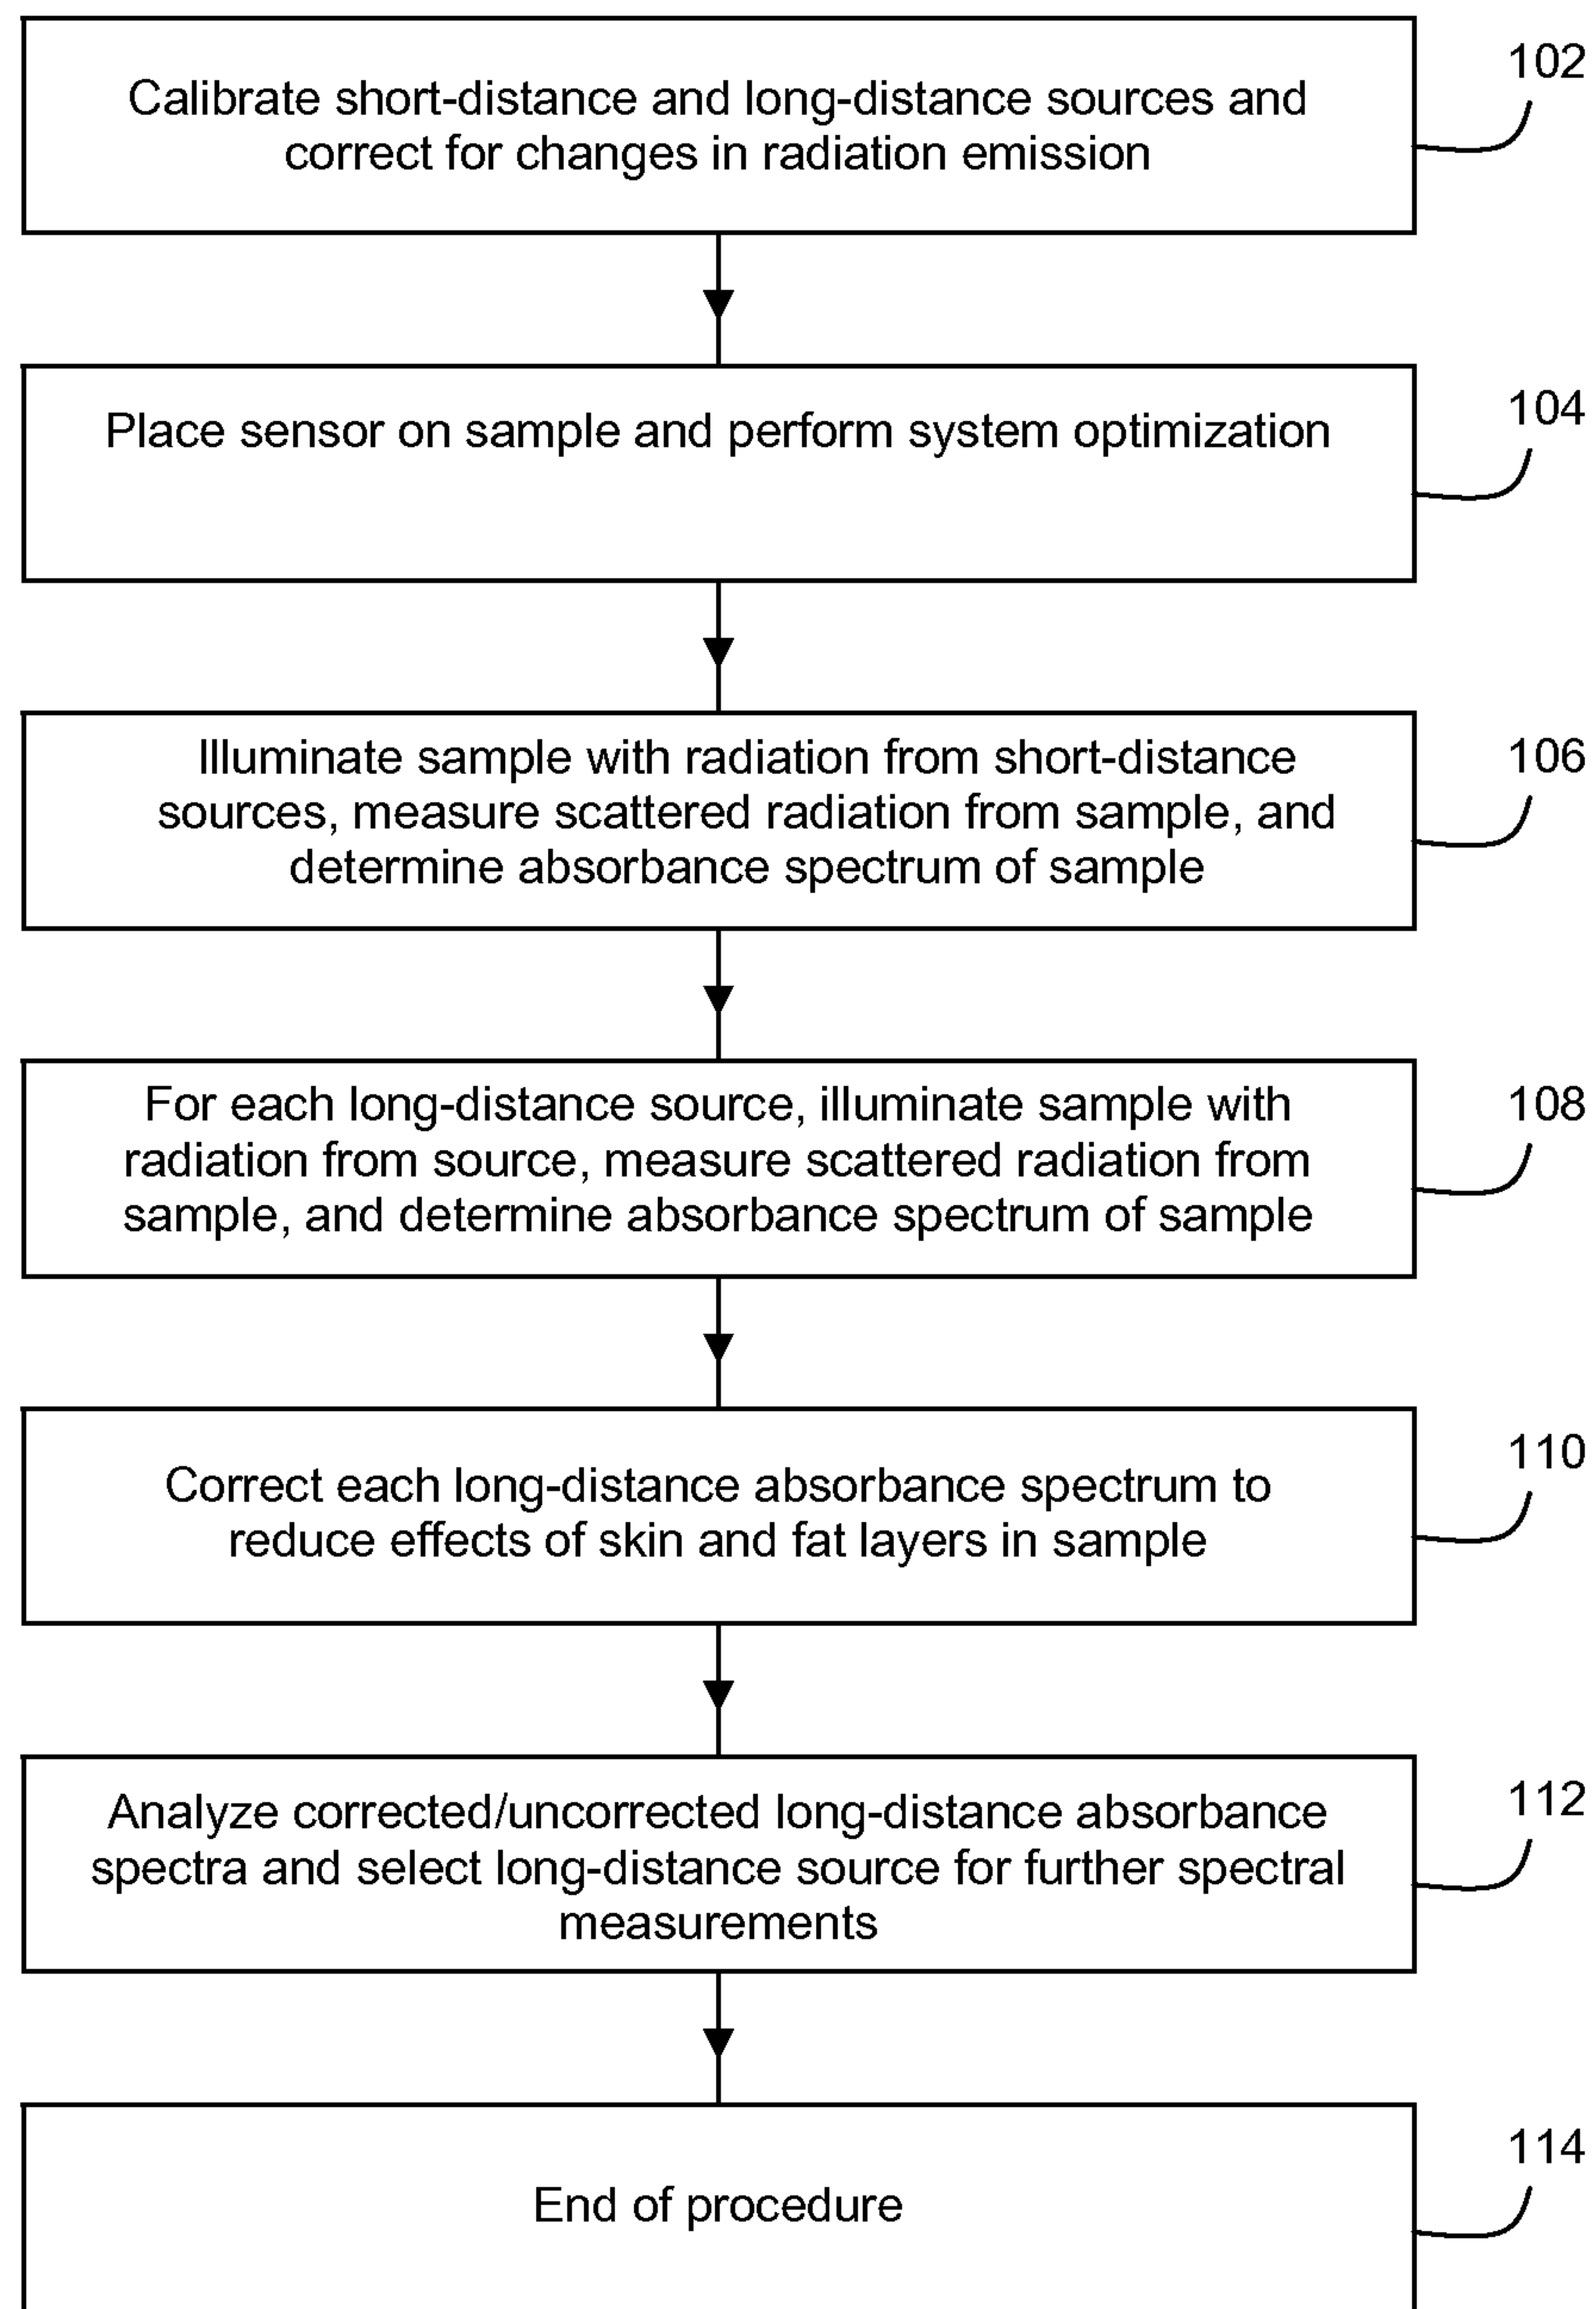 Calibrate short-distance and long-distance sources and
correct for changes in radiation emission
102
Place sensor on sample and perform system optimization
104
Illuminate sample with radiation from short-distance
sources, measure scattered radiation from sample, and
determine absorbance spectrum of sample
106
For each long-distance source, illuminate sample with
radiation from source, measure scattered radiation from
sample, and determine absorbance spectrum of sample
108
Correct each long-distance absorbance spectrum to
reduce effects of skin and fat layers in sample
110
Analyze corrected/uncorrected long-distance absorbance
spectra and select long-distance source for further spectral
measurements
112
End of procedure
114